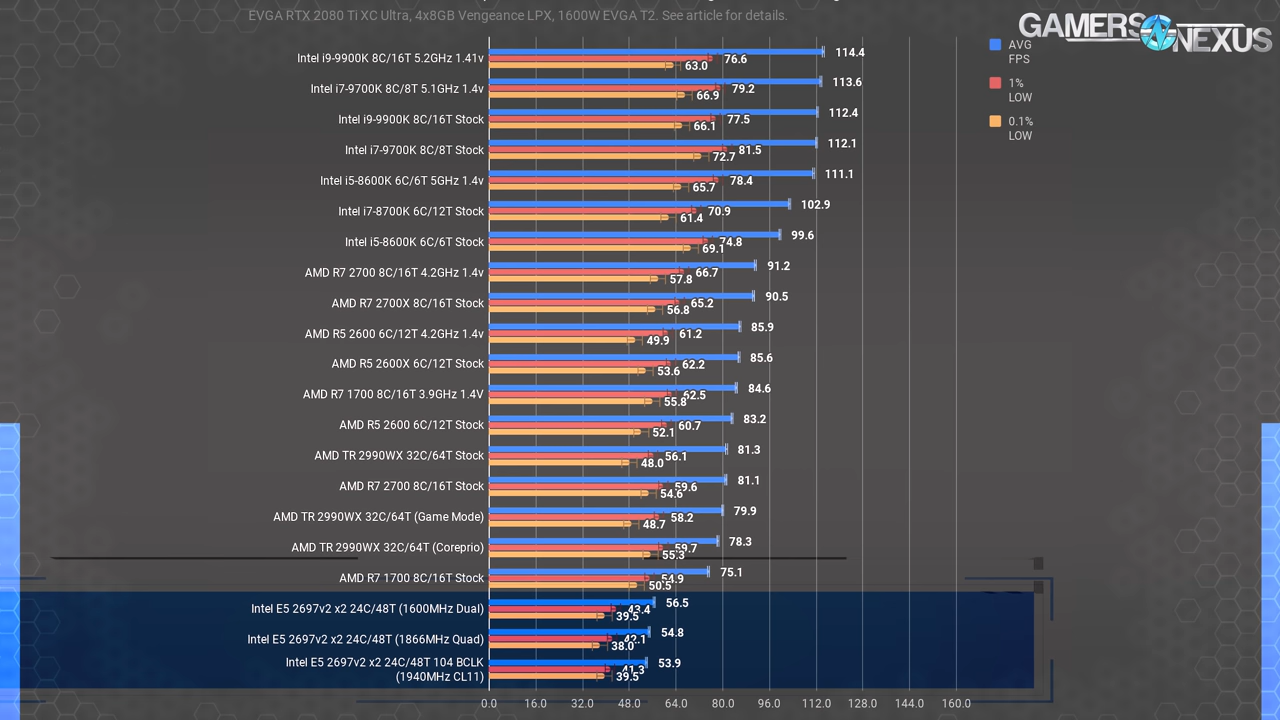 EVGA RTX 2080 Ti XC Ultra, 4x8GB Vengeance LPX, 1600W EVGA T2. See article for details.
GAMERS NEXUS
AVG FPS
1% LOW
0.1% LOW
Intel i9-9900K 8C/16T 5.2GHz 1.41v 114.4 76.6 63.0
Intel i7-9700K 8C/8T 5.1GHz 1.4v 113.6 79.2 66.9
Intel i9-9900K 8C/16T Stock 112.4 77.5 66.1
Intel i7-9700K 8C/8T Stock 112.1 81.5 72.7
Intel i5-8600K 6C/6T 5GHz 1.4v 111.1 78.4 65.7
Intel i7-8700K 6C/12T Stock 102.9 70.9 61.4
Intel i5-8600K 6C/6T Stock 99.6 74.8 69.1
AMD R7 2700 8C/16T 4.2GHz 1.4v 91.2 66.7 57.8
AMD R7 2700X 8C/16T Stock 90.5 65.2 56.8
AMD R5 2600 6C/12T 4.2GHz 1.4v 85.9 61.2 49.9
AMD R5 2600X 6C/12T Stock 85.6 62.2 53.6
AMD R7 1700 8C/16T 3.9GHz 1.4V 84.6 62.5 55.8
AMD R5 2600 6C/12T Stock 83.2 60.7 52.1
AMD TR 2990WX 32C/64T Stock 81.3 56.1 48.0
AMD R7 2700 8C/16T Stock 81.1 59.6 54.6
AMD TR 2990WX 32C/64T (Game Mode) 79.9 58.2 48.7
AMD TR 2990WX 32C/64T (Coreprio) 78.3 59.7 55.3
AMD R7 1700 8C/16T Stock 75.1 54.9 50.5
Intel E5 2697v2 x2 24C/48T (1600MHz Dual) 56.5 43.4 39.5
Intel E5 2697v2 x2 24C/48T (1866MHz Quad) 54.8 42.1 38.0
Intel E5 2697v2 x2 24C/48T 104 BCLK
(1940MHz CL11) 53.9 41.3 39.5
0.0 16.0 32.0 48.0 64.0 80.0 96.0 112.0 128.0 144.0 160.0